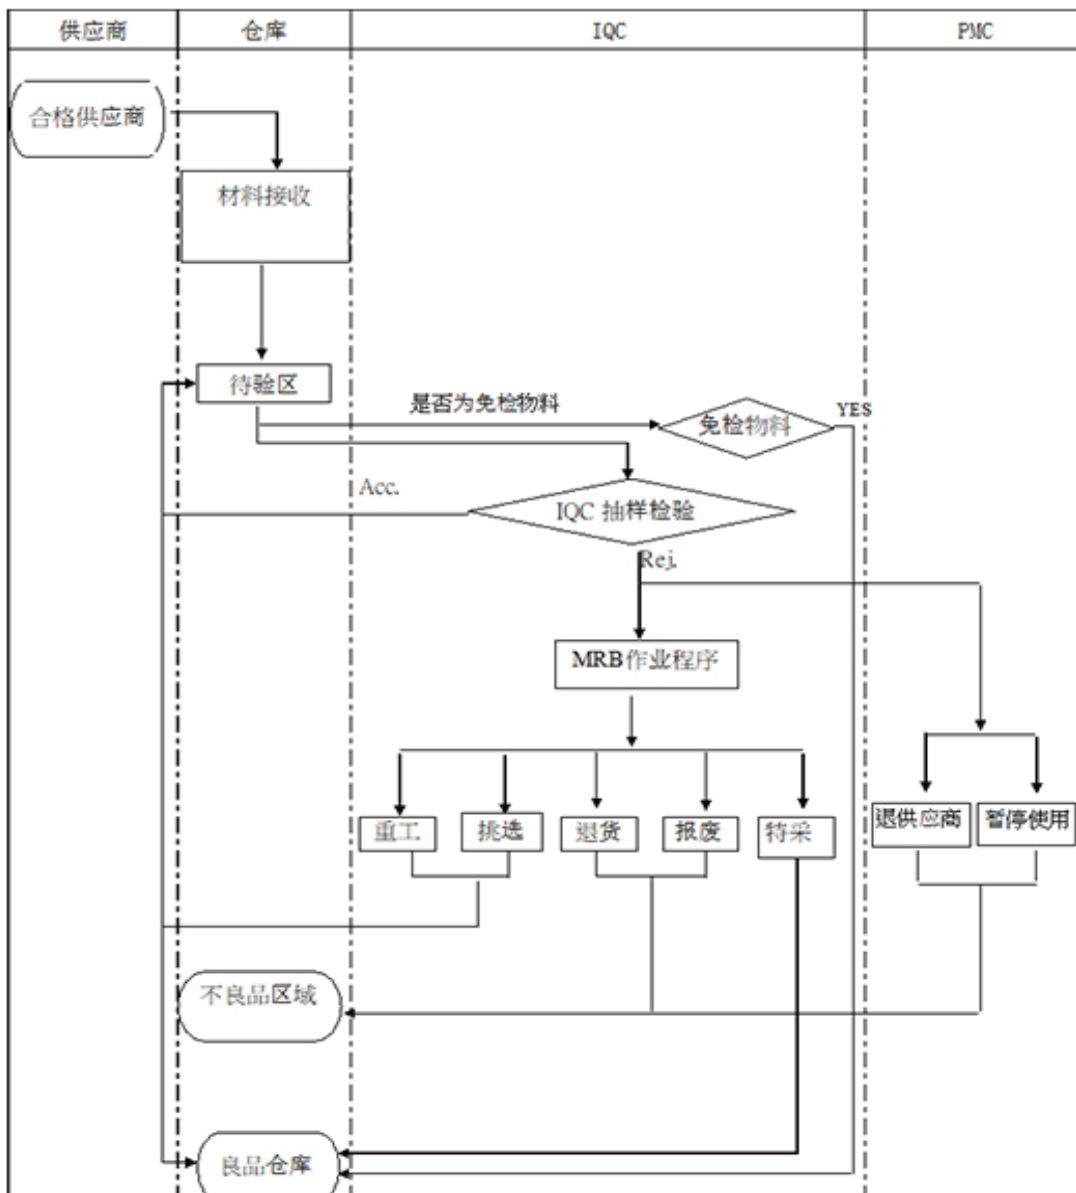 供应商
仓库
IQC
PMC
合格供应商
材料接收
待验区
是否为免检物料
免检物料
YES
Acc.
IQC 抽样检验
Rej.
MRB作业程序
重工
挑选
退货
报废
特采
退供应商
暂停使用
不良品区域
良品仓库